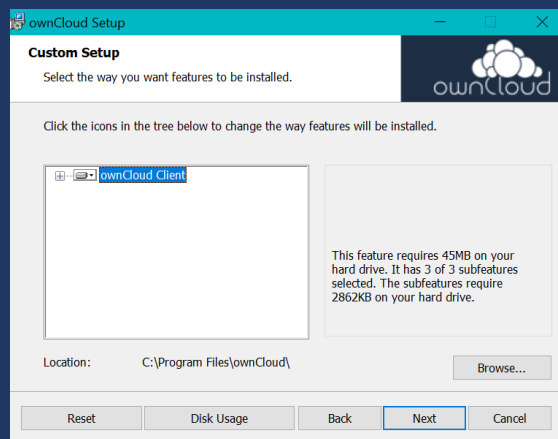 ownCloud Setup
Custom Setup
Select the way you want features to be installed.
ownCloud
Click the icons in the tree below to change the way features will be installed.
ownCloud Client
This feature requires 45MB on your
hard drive. It has 3 of 3 subfeatures
selected. The subfeatures require
2862KB on your hard drive.
Location: C:\Program Files\ownCloud\
Browse...
Reset Disk Usage Back Next Cancel